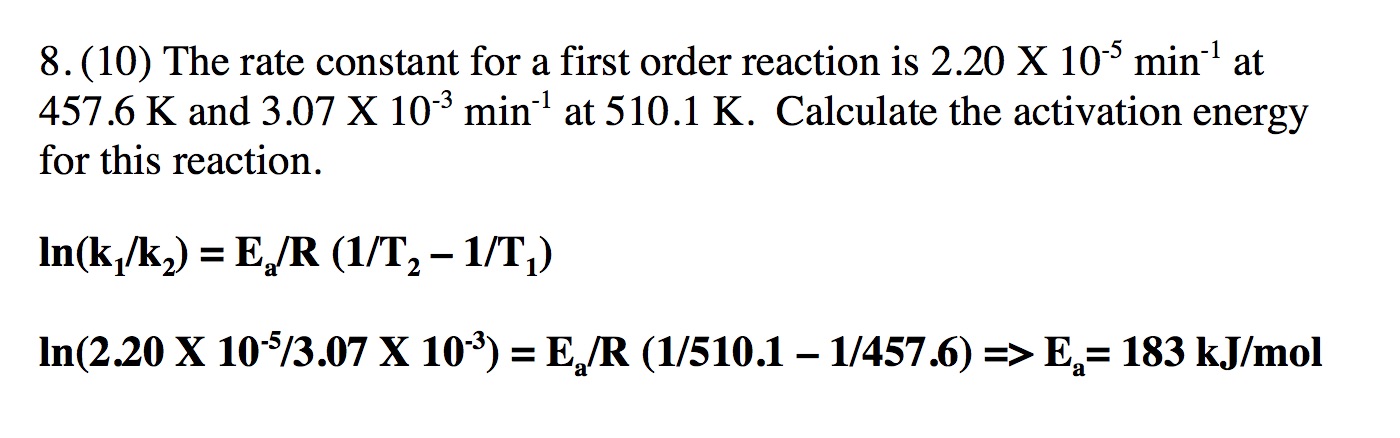 8. (10) The rate constant for a first order reaction is 2.20 X 10⁻⁵ min⁻¹ at
457.6 K and 3.07 X 10⁻³ min⁻¹ at 510.1 K. Calculate the activation energy
for this reaction.
ln(k₁/k₂) = Eₐ/R (1/T₂ – 1/T₁)
ln(2.20 X 10⁻⁵/3.07 X 10⁻³) = Eₐ/R (1/510.1 – 1/457.6) => Eₐ= 183 kJ/mol